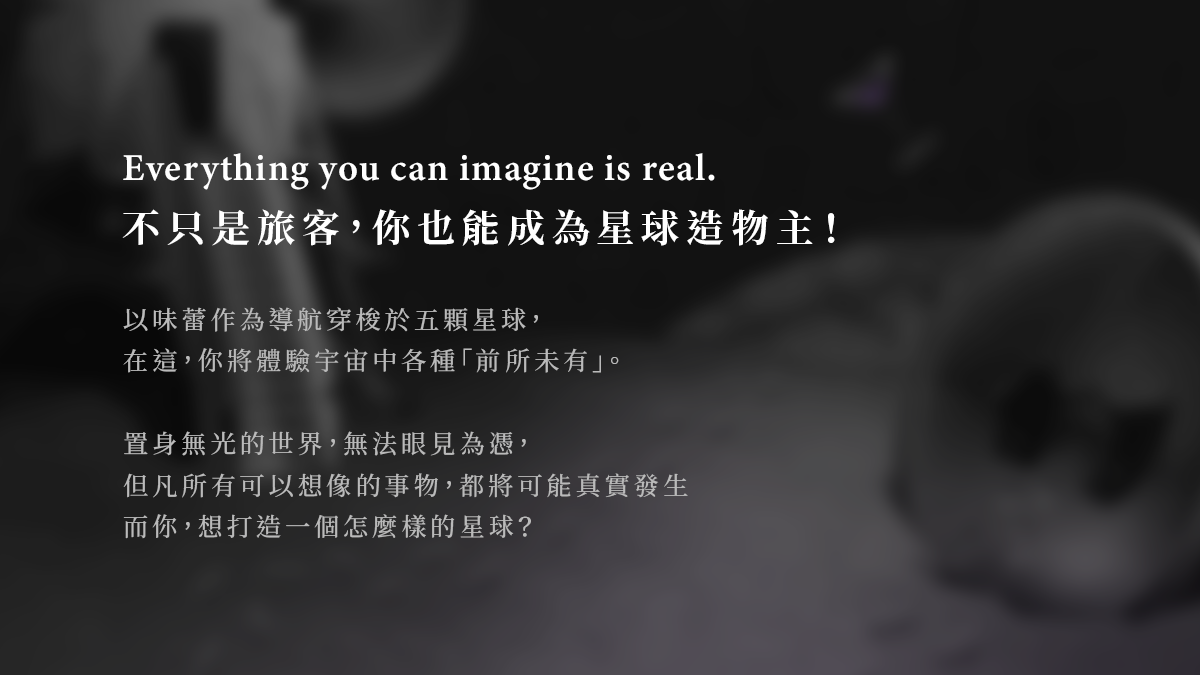 Everything you can imagine is real.
不只是旅客，你也能成為星球造物主！
以味蕾作為導航穿梭於五顆星球，
在這，你將體驗宇宙中各種「前所未有」。
置身無光的世界，無法眼見為憑，
但凡所有可以想像的事物，都將可能真實發生
而你，想打造一個怎麼樣的星球？